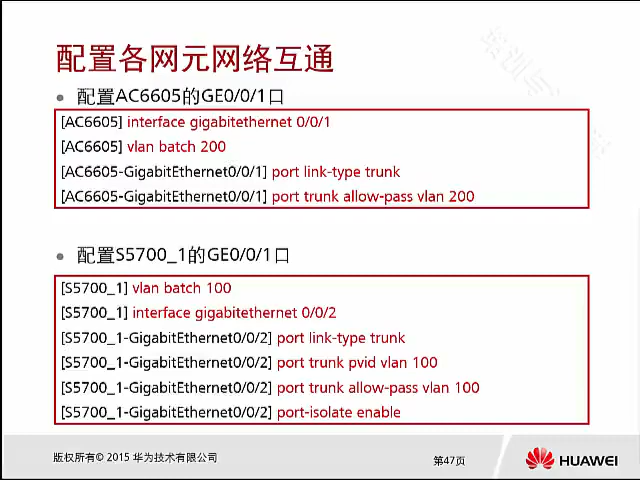 配置各网元网络互通
配置AC6605的GE0/0/1口
[AC6605] interface gigabitethernet 0/0/1
[AC6605] vlan batch 200
[AC6605-GigabitEthernet0/0/1] port link-type trunk
[AC6605-GigabitEthernet0/0/1] port trunk allow-pass vlan 200
配置S5700_1的GE0/0/1口
[S5700_1] vlan batch 100
[S5700_1] interface gigabitethernet 0/0/2
[S5700_1-GigabitEthernet0/0/2] port link-type trunk
[S5700_1-GigabitEthernet0/0/2] port trunk pvid vlan 100
[S5700_1-GigabitEthernet0/0/2] port trunk allow-pass vlan 100
[S5700_1-GigabitEthernet0/0/2] port-isolate enable
版权所有© 2015 华为技术有限公司
第47页
HUAWEI